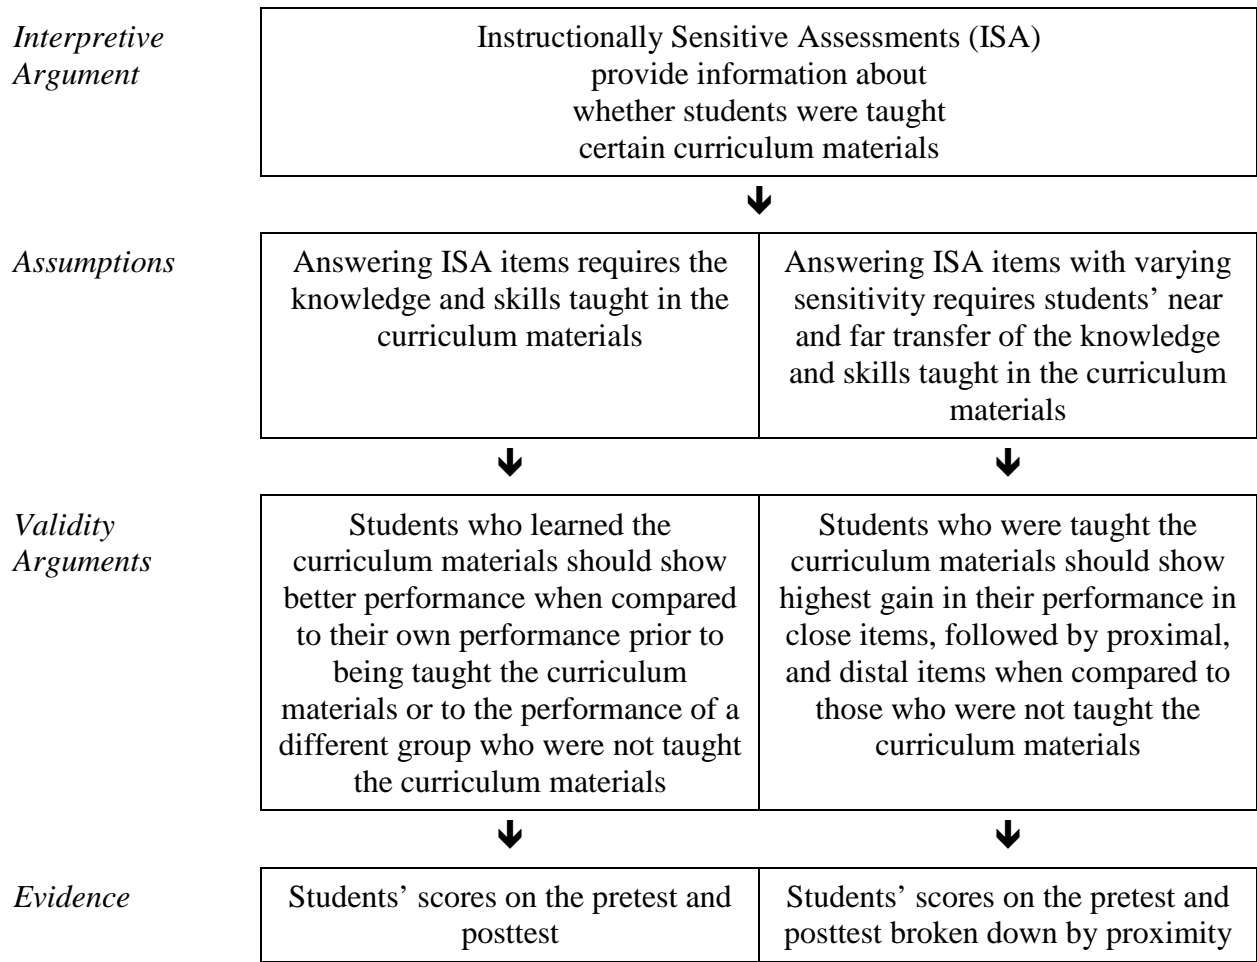 Interpretive
Argument
Instructionally Sensitive Assessments (ISA)
provide information about
whether students were taught
certain curriculum materials
Assumptions
Answering ISA items requires the
knowledge and skills taught in the
curriculum materials
Answering ISA items with varying
sensitivity requires students’ near
and far transfer of the knowledge
and skills taught in the curriculum
materials
Validity
Arguments
Students who learned the
curriculum materials should show
better performance when compared
to their own performance prior to
being taught the curriculum
materials or to the performance of a
different group who were not taught
the curriculum materials
Students who were taught the
curriculum materials should show
highest gain in their performance in
close items, followed by proximal,
and distal items when compared to
those who were not taught the
curriculum materials
Evidence
Students’ scores on the pretest and
posttest
Students’ scores on the pretest and
posttest broken down by proximity